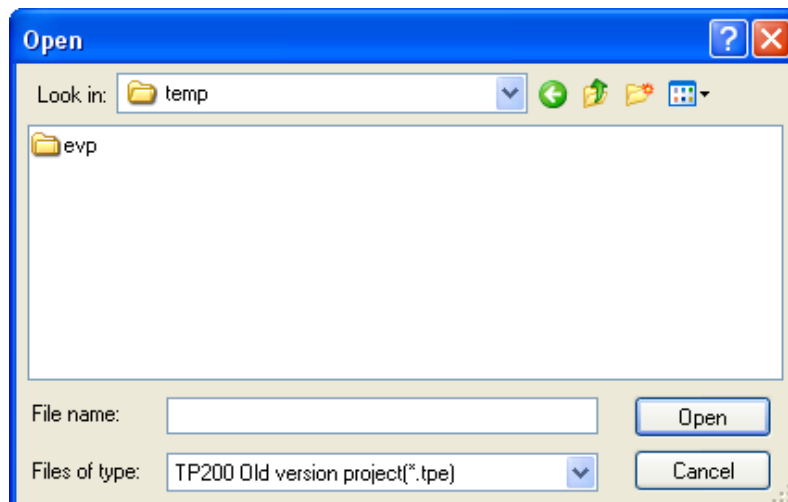 Open
Look in: temp
evp
File name:
Open
Files of type: TP200 Old version project(*.tpe)
Cancel